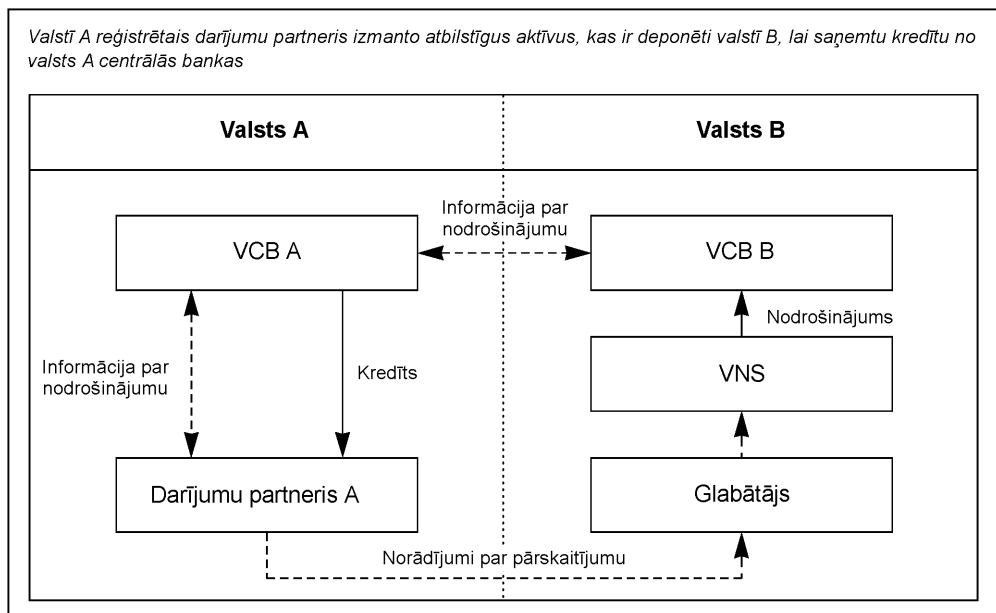 Valstī A reģistrētais darījumu partneris izmanto atbilstīgus aktīvus, kas ir deponēti valstī B, lai saņemtu kredītu no
valsts A centrālās bankas
Valsts A
Valsts B
Informācija par
nodrošinājumu
VCB A
VCB B
Nodrošinājums
Informācija par
nodrošinājumu
Kredīts
VNS
Darījumu partneris A
Glabātājs
Norādījumi par pārskaitījumu